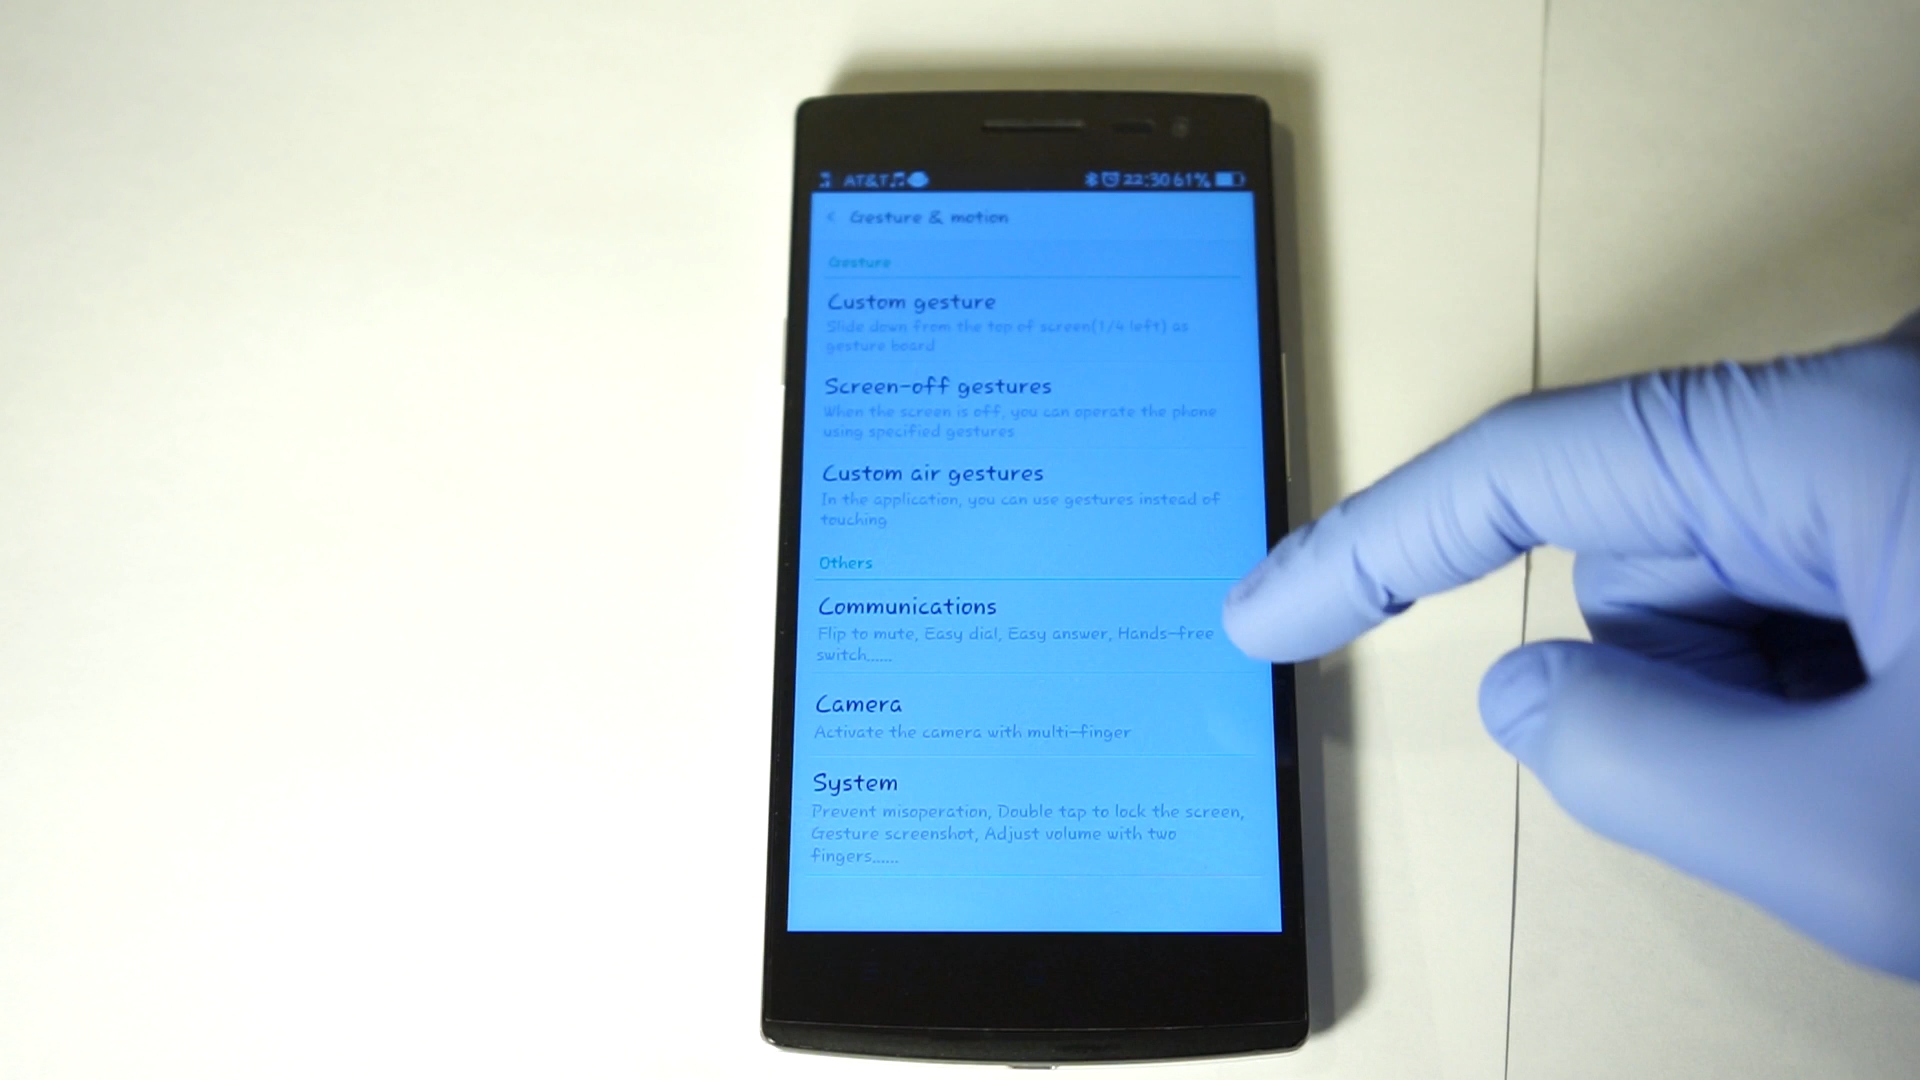 AT&T 22:30 61%
< Gesture & motion
Gesture
Custom gesture
Slide down from the top of screen(1/4 left) as
gesture board
Screen-off gestures
When the screen is off, you can operate the phone
using specified gestures
Custom air gestures
In the application, you can use gestures instead of
touching
Others
Communications
Flip to mute, Easy dial, Easy answer, Hands-free
switch......
Camera
Activate the camera with multi-finger
System
Prevent misoperation, Double tap to lock the screen,
Gesture screenshot, Adjust volume with two
fingers......